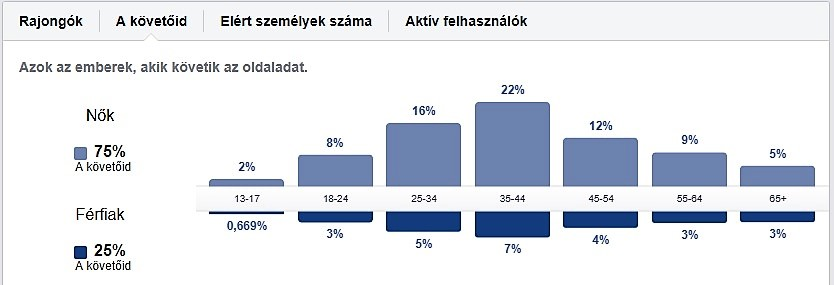 Rajongók A követőid Elért személyek száma Aktív felhasználók
Azok az emberek, akik követik az oldaladat.
Nők
75%
A követőid
2% 8% 16% 22% 12% 9% 5%
13-17 18-24 25-34 35-44 45-54 55-64 65+
Férfiak
25%
A követőid
0,669% 3% 5% 7% 4% 3% 3%